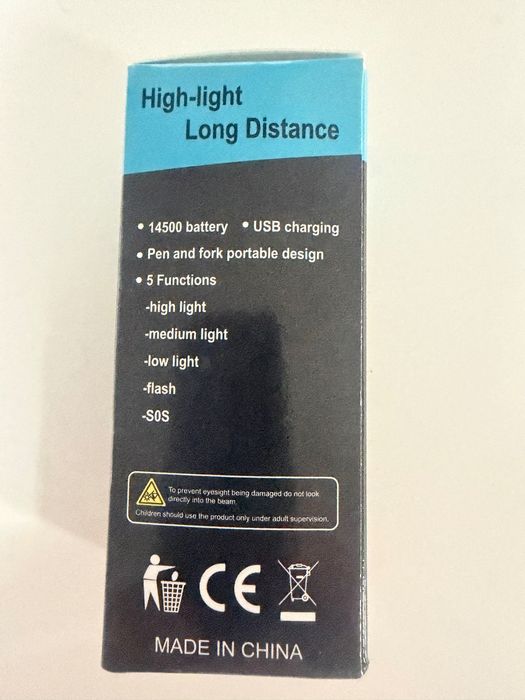 High-light
Long Distance
• 14500 battery • USB charging
• Pen and fork portable design
• 5 Functions
-high light
-medium light
-low light
-flash
-S0S
To prevent eyesight being damaged do not look
directly into the beam.
Children should use the product only under adult supervision.
CE
MADE IN CHINA